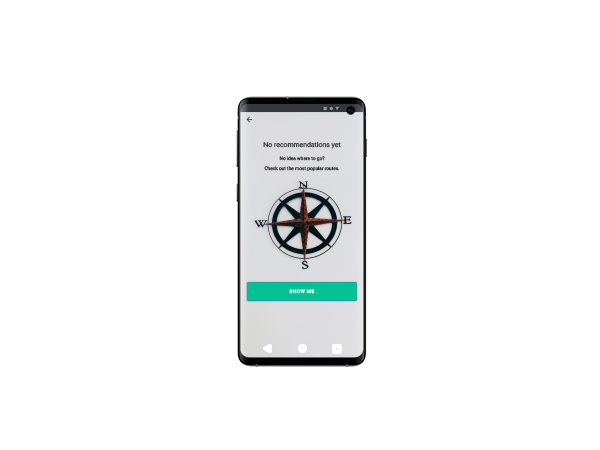 No recommendations yet
No idea where to go?
Check out the most popular routes.
N
W E
S
SHOW ME